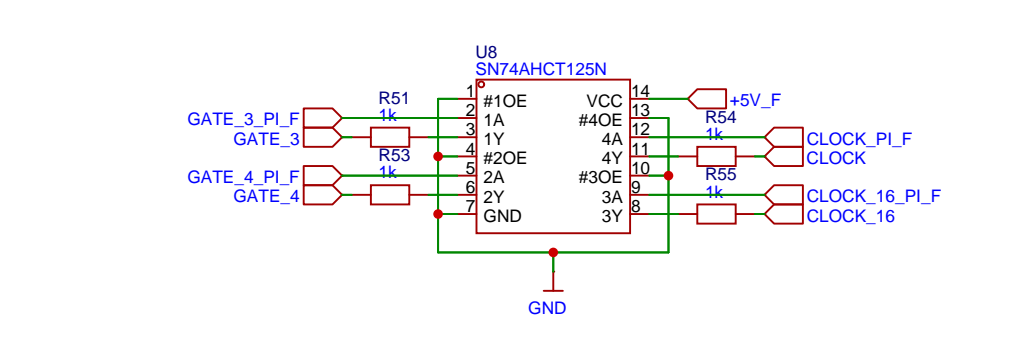 U8
SN74AHCT125N
1 #1OE VCC 14
+5V_F
R51
1k
2 1A #4OE 13
GATE_3_PI_F
R54
1k
3 1Y 4A 12
GATE_3 CLOCK_PI_F
R53
1k
4 #2OE 4Y 11
CLOCK
5 2A #3OE 10
GATE_4_PI_F
R55
1k
6 2Y 3A 9
GATE_4 CLOCK_16_PI_F
7 GND 3Y 8
CLOCK_16
GND